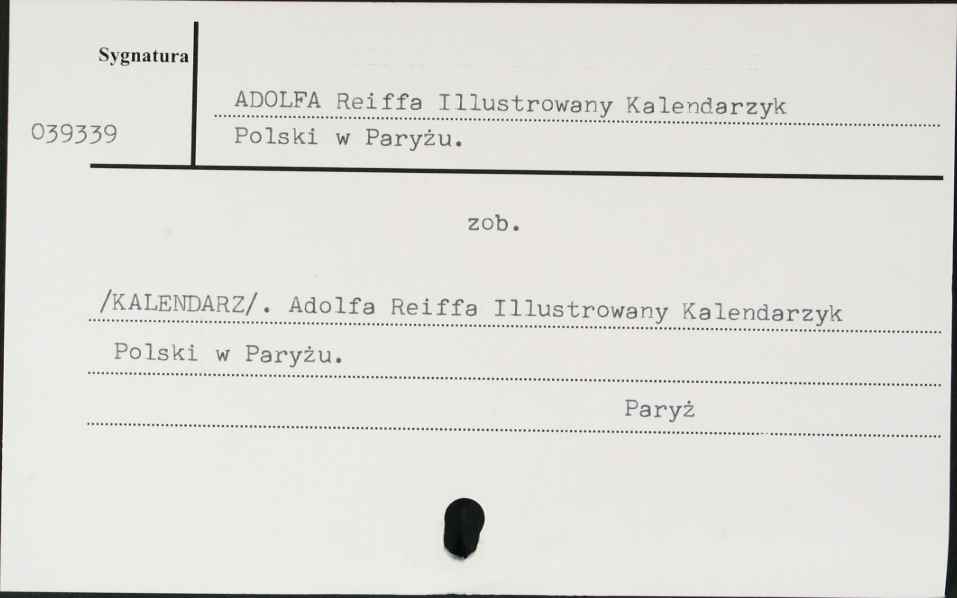 Sygnatura
ADOLFA Reiffa Illustrowany Kalendarzyk
039339
Polski w Paryżu.
zob.
/KALENDARZ/. Adolfa Reiffa Illustrowany Kalendarzyk
Polski w Paryżu.
Paryż